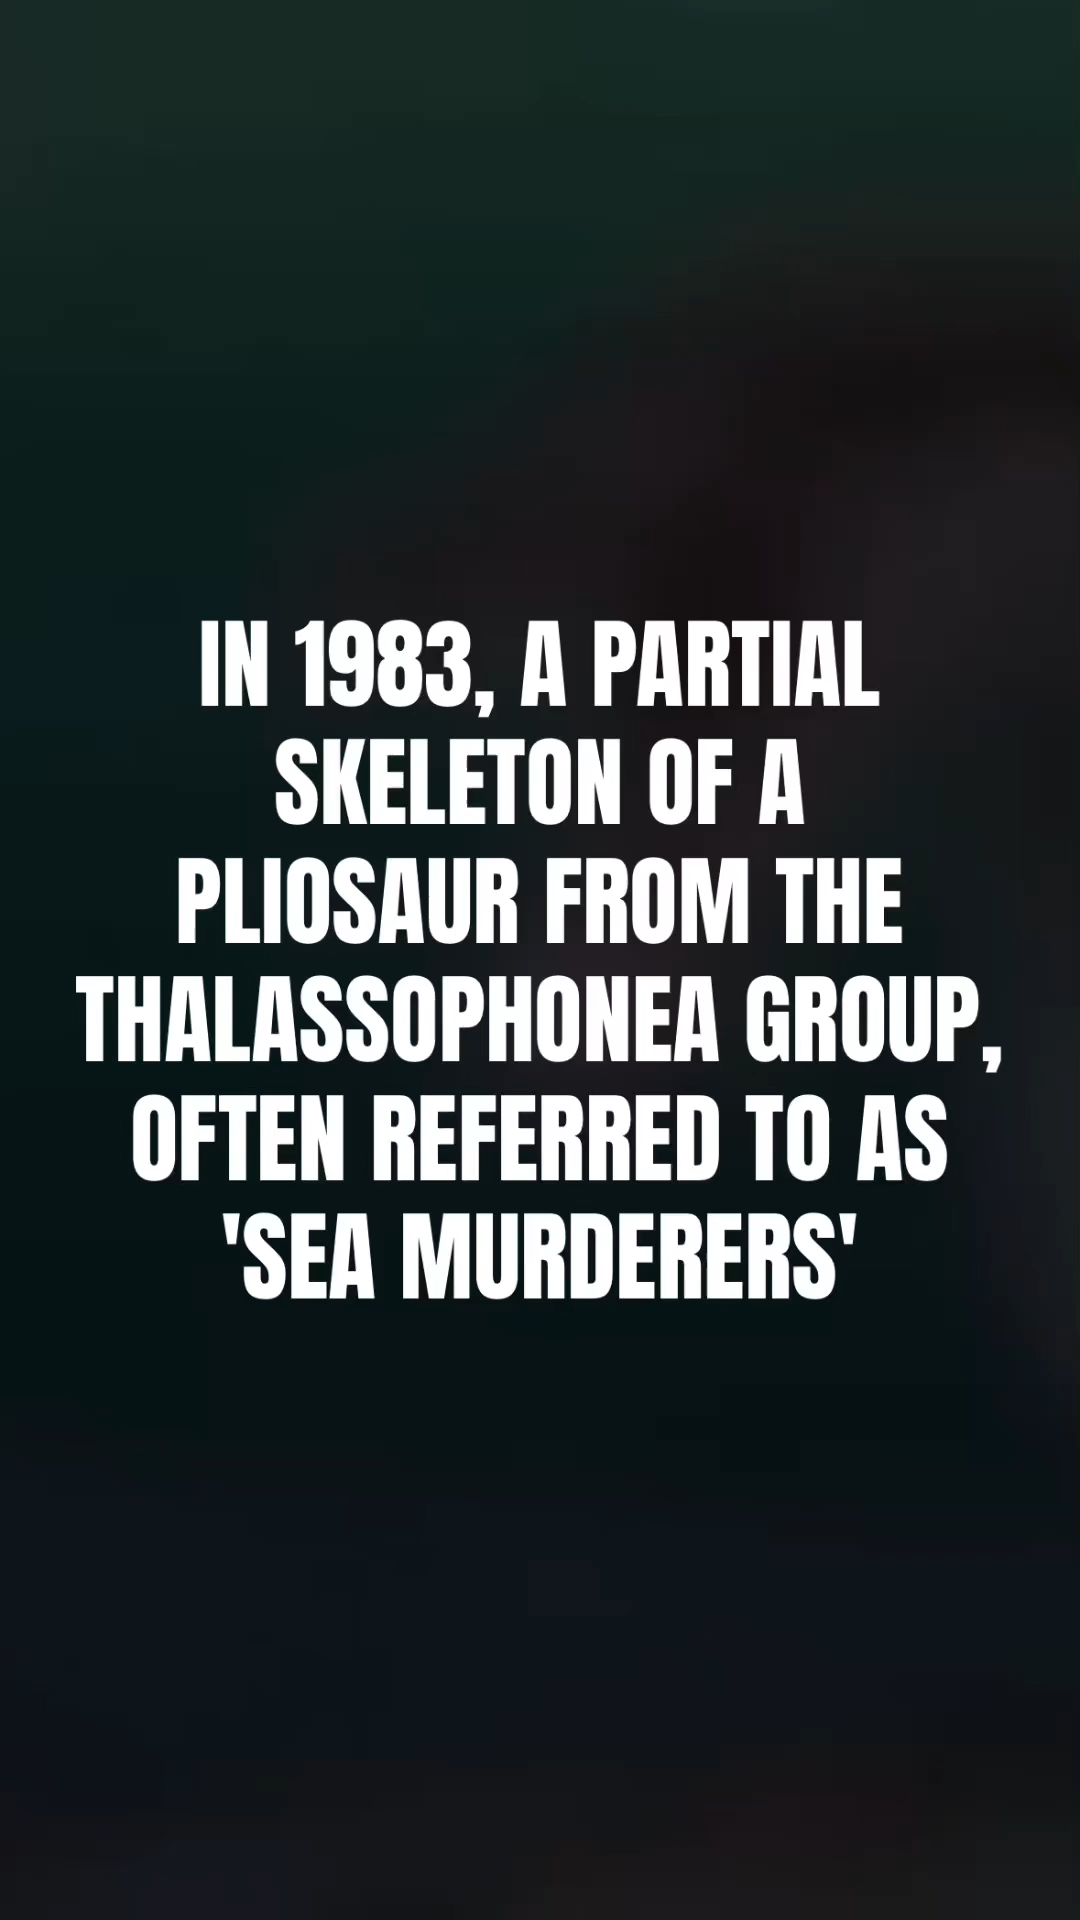 IN 1983, A PARTIAL
SKELETON OF A
PLIOSAUR FROM THE
THALASSOPHONEA GROUP,
OFTEN REFERRED TO AS
'SEA MURDERERS'